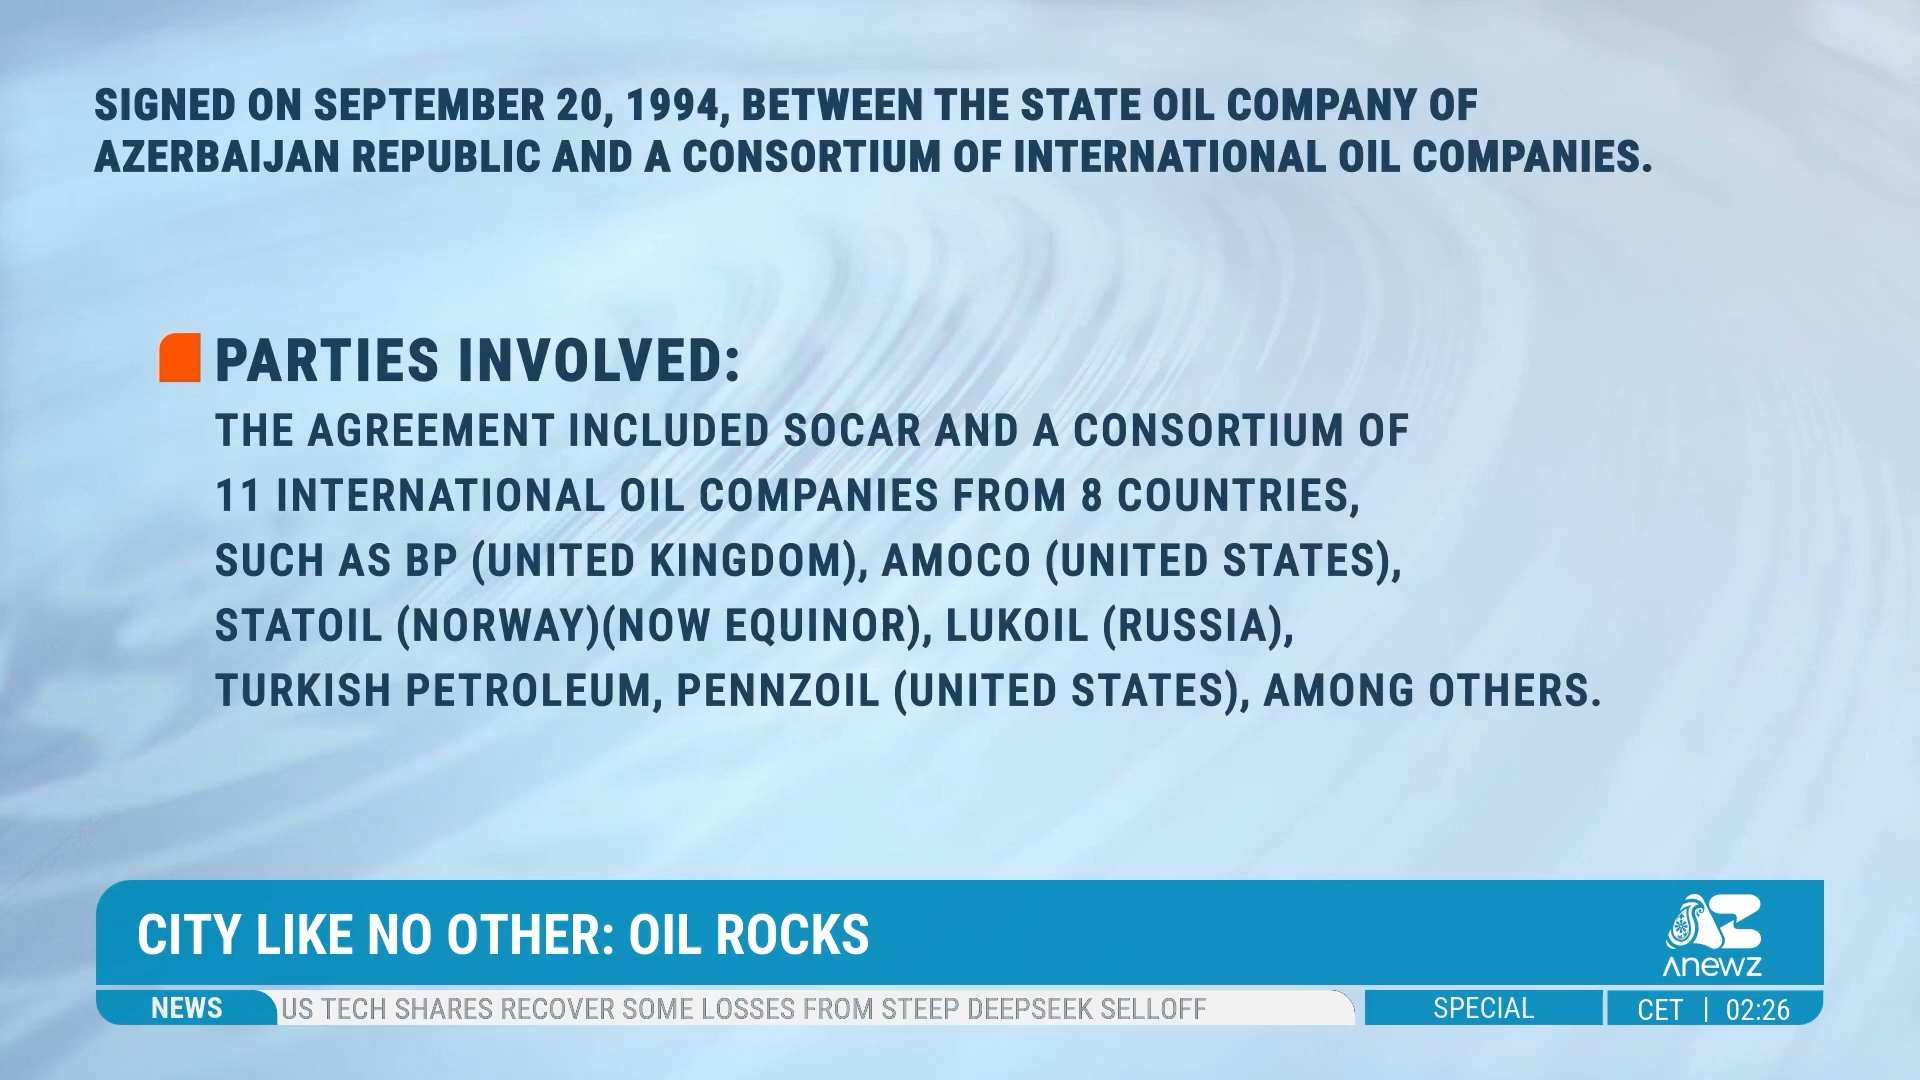 SIGNED ON SEPTEMBER 20, 1994, BETWEEN THE STATE OIL COMPANY OF
AZERBAIJAN REPUBLIC AND A CONSORTIUM OF INTERNATIONAL OIL COMPANIES.
PARTIES INVOLVED:
THE AGREEMENT INCLUDED SOCAR AND A CONSORTIUM OF
11 INTERNATIONAL OIL COMPANIES FROM 8 COUNTRIES,
SUCH AS BP (UNITED KINGDOM), AMOCO (UNITED STATES),
STATOIL (NORWAY)(NOW EQUINOR), LUKOIL (RUSSIA),
TURKISH PETROLEUM, PENNZOIL (UNITED STATES), AMONG OTHERS.
CITY LIKE NO OTHER: OIL ROCKS
AZ
Anewz
NEWS
US TECH SHARES RECOVER SOME LOSSES FROM STEEP DEEPSEEK SELLOFF
SPECIAL
CET | 02:26